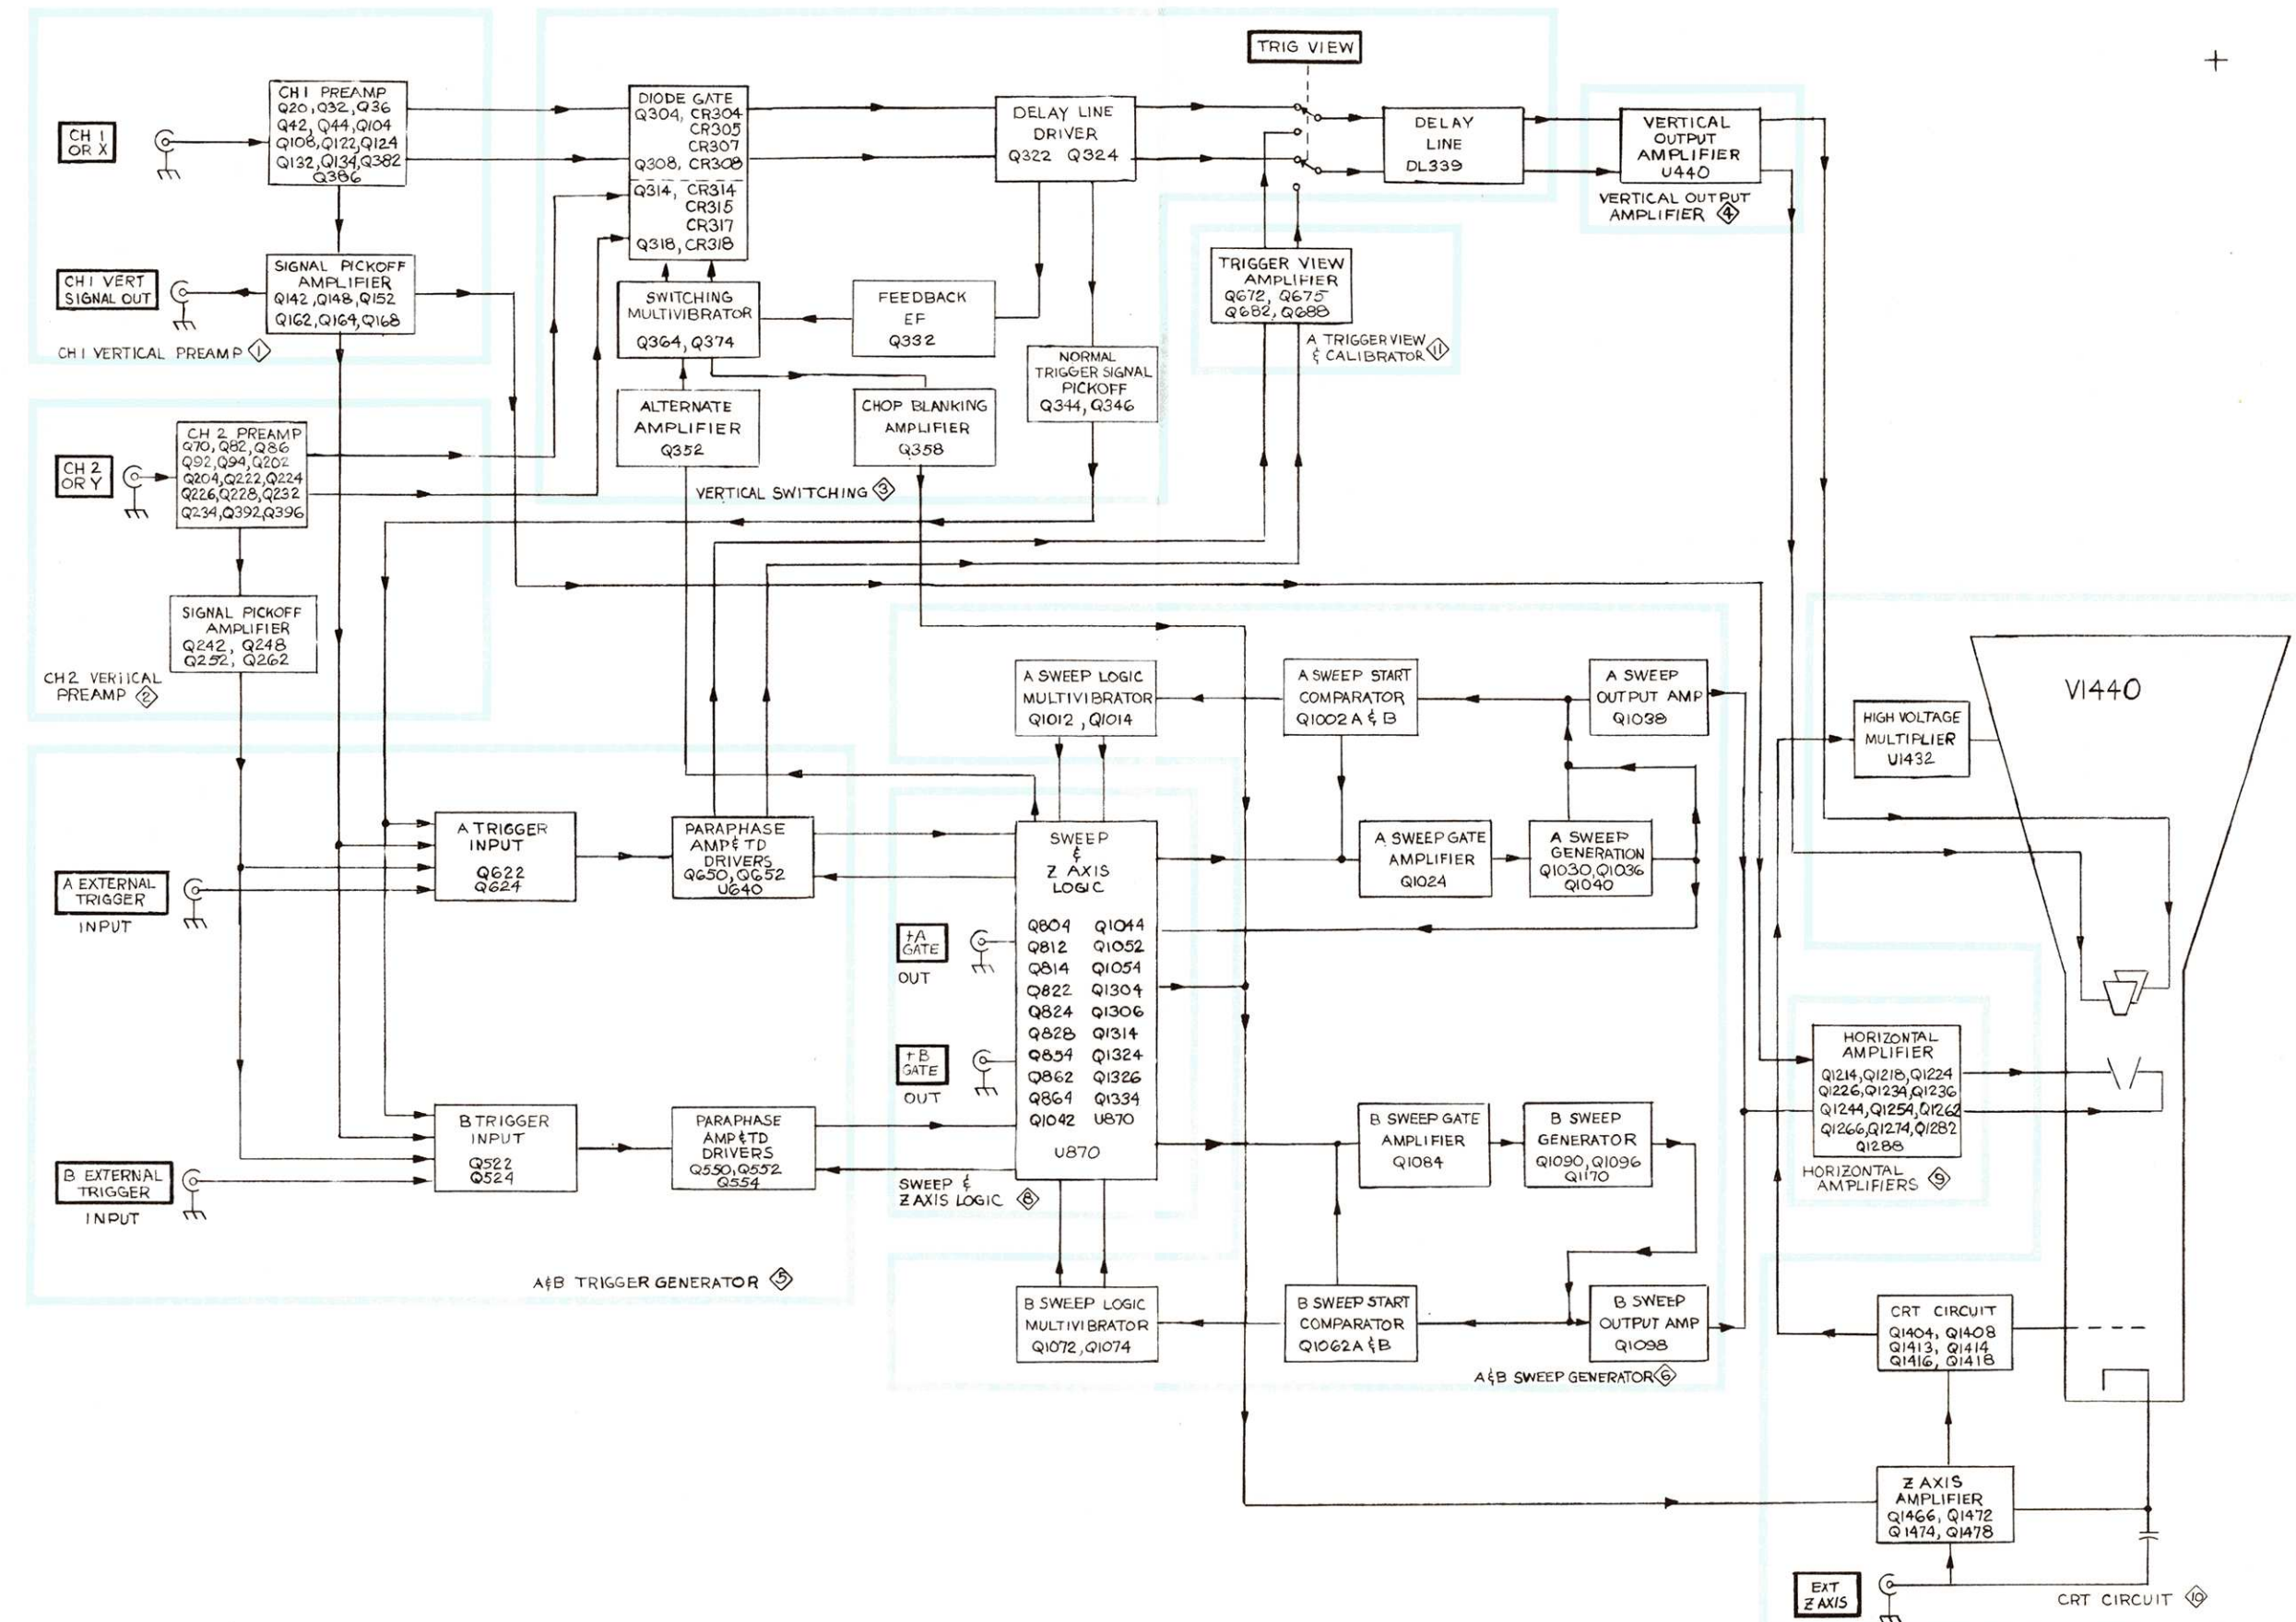 TRIG VIEW
CH 1
OR X
CH1 PREAMP
Q20, Q32, Q36
Q42, Q44, Q104
Q108, Q122, Q124
Q132, Q134, Q382
Q386
DIODE GATE
Q304, CR304
CR305
CR307
Q308, CR308
Q314, CR314
CR315
CR317
Q318, CR318
DELAY LINE
DRIVER
Q322 Q324
DELAY
LINE
DL339
VERTICAL
OUTPUT
AMPLIFIER
U440
VERTICAL OUTPUT
AMPLIFIER 4
CH1 VERT
SIGNAL OUT
SIGNAL PICKOFF
AMPLIFIER
Q142, Q148, Q152
Q162, Q164, Q168
CH1 VERTICAL PREAMP 1
SWITCHING
MULTIVIBRATOR
Q364, Q374
FEEDBACK
EF
Q332
NORMAL
TRIGGER SIGNAL
PICKOFF
Q344, Q346
TRIGGER VIEW
AMPLIFIER
Q672, Q675
Q682, Q688
A TRIGGER VIEW
& CALIBRATOR 11
ALTERNATE
AMPLIFIER
Q352
CHOP BLANKING
AMPLIFIER
Q358
VERTICAL SWITCHING 3
CH 2
OR Y
CH 2 PREAMP
Q70, Q82, Q86
Q92, Q94, Q202
Q204, Q222, Q224
Q226, Q228, Q232
Q234, Q392, Q396
SIGNAL PICKOFF
AMPLIFIER
Q242, Q248
Q252, Q262
CH2 VERTICAL
PREAMP 2
A SWEEP LOGIC
MULTIVIBRATOR
Q1012, Q1014
A SWEEP START
COMPARATOR
Q1002A & B
A SWEEP
OUTPUT AMP
Q1038
HIGH VOLTAGE
MULTIPLIER
U1432
V1440
A TRIGGER
INPUT
Q622
Q624
PARAPHASE
AMP & TD
DRIVERS
Q650, Q652
U640
SWEEP
&
Z AXIS
LOGIC
Q804 Q1044
Q812 Q1052
Q814 Q1054
Q822 Q1304
Q824 Q1306
Q828 Q1314
Q854 Q1324
Q862 Q1326
Q864 Q1334
Q1042 U870
U870
A SWEEP GATE
AMPLIFIER
Q1024
A SWEEP
GENERATION
Q1030, Q1036
Q1040
A EXTERNAL
TRIGGER
INPUT
+A
GATE
OUT
+B
GATE
OUT
HORIZONTAL
AMPLIFIER
Q1214, Q1218, Q1224
Q1226, Q1234, Q1236
Q1244, Q1254, Q1262
Q1266, Q1274, Q1282
Q1288
HORIZONTAL
AMPLIFIERS 9
B TRIGGER
INPUT
Q522
Q524
PARAPHASE
AMP & TD
DRIVERS
Q550, Q552
Q554
B SWEEP GATE
AMPLIFIER
Q1084
B SWEEP
GENERATOR
Q1090, Q1096
Q1170
B EXTERNAL
TRIGGER
INPUT
SWEEP &
Z AXIS LOGIC 8
A&B TRIGGER GENERATOR 5
B SWEEP LOGIC
MULTIVIBRATOR
Q1072, Q1074
B SWEEP START
COMPARATOR
Q1062A & B
B SWEEP
OUTPUT AMP
Q1098
A&B SWEEP GENERATOR 6
CRT CIRCUIT
Q1404, Q1408
Q1413, Q1414
Q1416, Q1418
Z AXIS
AMPLIFIER
Q1466, Q1472
Q1474, Q1478
EXT
Z AXIS
CRT CIRCUIT 10